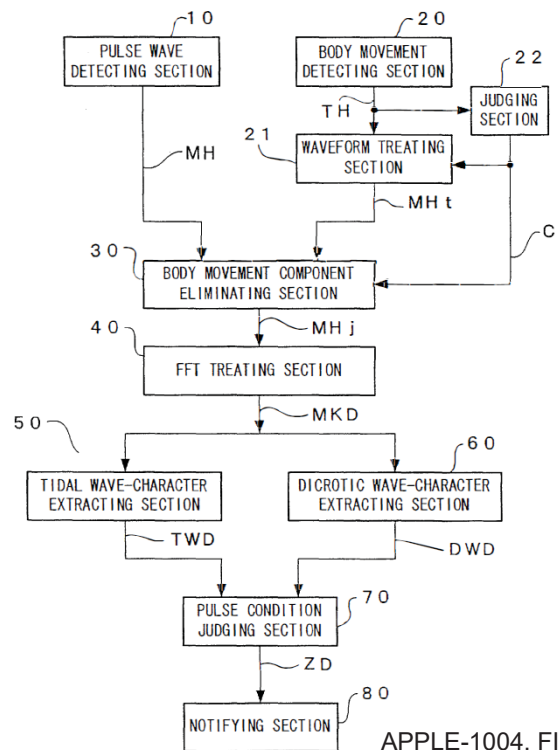 10
PULSE WAVE
DETECTING SECTION
20
BODY MOVEMENT
DETECTING SECTION
22
JUDGING
SECTION
TH
21
WAVEFORM TREATING
SECTION
MH
MHt
C
30
BODY MOVEMENT COMPONENT
ELIMINATING SECTION
MHj
40
FFT TREATING SECTION
MKD
50
TIDAL WAVE-CHARACTER
EXTRACTING SECTION
60
DICROTIC WAVE-CHARACTER
EXTRACTING SECTION
TWD
DWD
70
PULSE CONDITION
JUDGING SECTION
ZD
80
NOTIFYING SECTION
APPLE-1004, FI